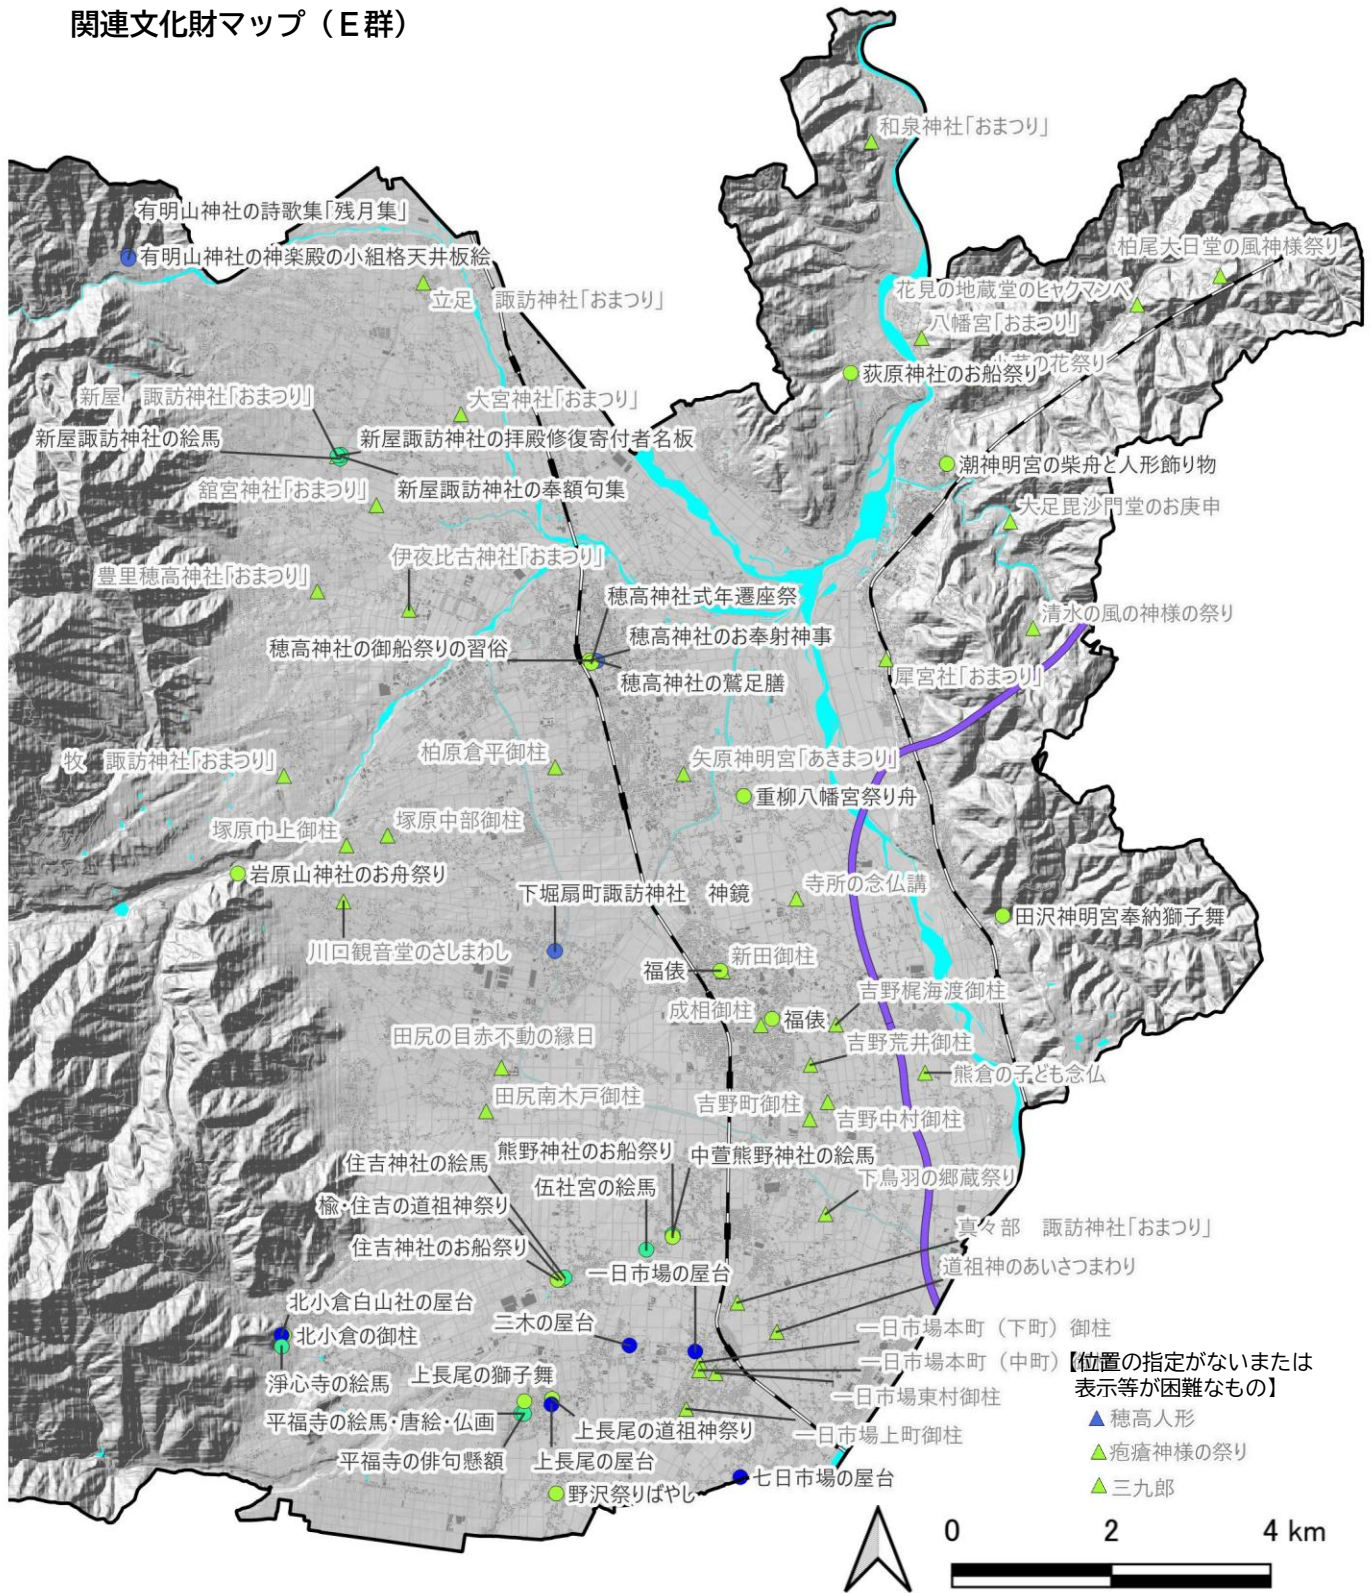 関連文化財マップ（Ｅ群）
和泉神社「おまつり」
有明山神社の詩歌集「残月集」
有明山神社の神楽殿の小組格天井板絵
柏尾大日堂の風神様祭り
立足　諏訪神社「おまつり」
花見の地蔵堂のヒャクマンベ
八幡宮「おまつり」
の花祭り
荻原神社のお船祭り
新屋　諏訪神社「おまつり」
大宮神社「おまつり」
新屋諏訪神社の絵馬
新屋諏訪神社の拝殿修復寄付者名板
潮神明宮の柴舟と人形飾り物
舘宮神社「おまつり」
新屋諏訪神社の奉額句集
大足毘沙門堂のお庚申
伊夜比古神社「おまつり」
豊里穂高神社「おまつり」
穂高神社式年遷座祭
清水の風の神様の祭り
穂高神社の御船祭りの習俗
穂高神社のお奉射神事
穂高神社の鷲足膳
犀宮社「おまつり」
牧　諏訪神社「おまつり」
柏原倉平御柱
矢原神明宮「あきまつり」
重柳八幡宮祭り舟
塚原巾上御柱
塚原中部御柱
岩原山神社のお舟祭り
下堀扇町諏訪神社　神鏡
寺所の念仏講
田沢神明宮奉納獅子舞
川口観音堂のさしまわし
福俵
新田御柱
吉野梶海渡御柱
成相御柱
福俵
田尻の目赤不動の縁日
吉野荒井御柱
熊倉の子ども念仏
田尻南木戸御柱
吉野町御柱
吉野中村御柱
熊野神社のお船祭り
中萱熊野神社の絵馬
住吉神社の絵馬
伍社宮の絵馬
下鳥羽の郷蔵祭り
楡・住吉の道祖神祭り
真々部　諏訪神社「おまつり」
住吉神社のお船祭り
一日市場の屋台
道祖神のあいさつまわり
北小倉白山社の屋台
二木の屋台
北小倉の御柱
一日市場本町（下町）御柱
一日市場本町（中町）
【位置の指定がないまたは
表示等が困難なもの】
浄心寺の絵馬
上長尾の獅子舞
一日市場東村御柱
穂高人形
平福寺の絵馬・唐絵・仏画
上長尾の道祖神祭り
一日市場上町御柱
疱瘡神様の祭り
平福寺の俳句懸額
上長尾の屋台
七日市場の屋台
三九郎
野沢祭りばやし
0 2 4 km